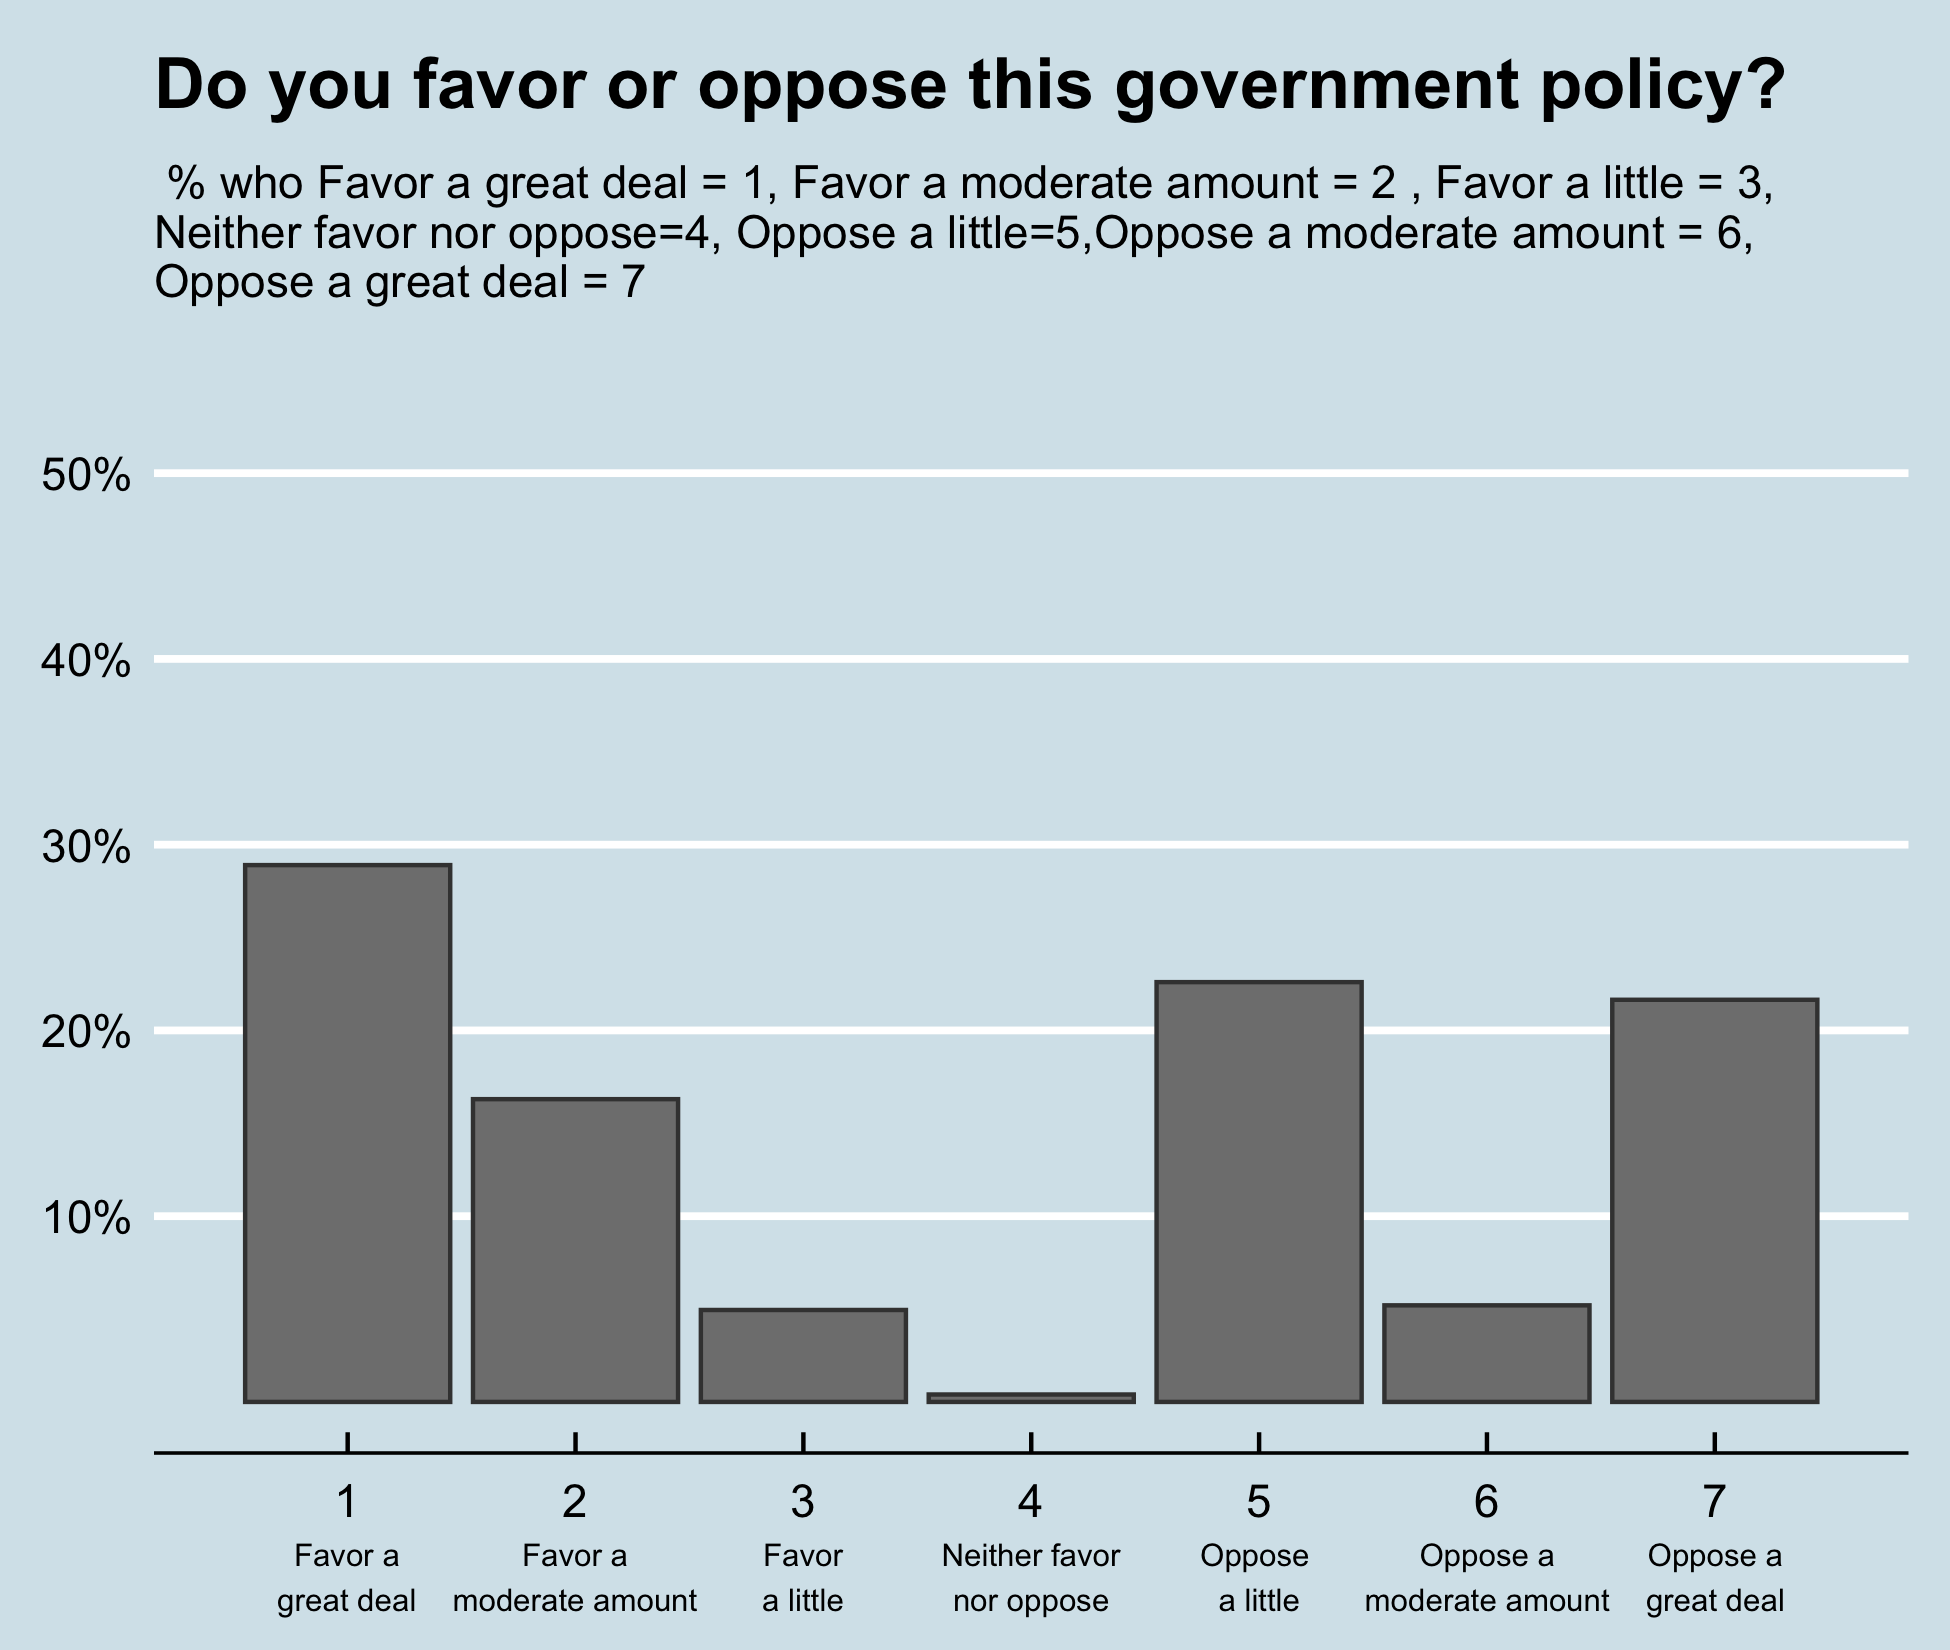 Do you favor or oppose this government policy?
% who Favor a great deal = 1, Favor a moderate amount = 2 , Favor a little = 3,
Neither favor nor oppose=4, Oppose a little=5,Oppose a moderate amount = 6,
Oppose a great deal = 7
50%
40%
30%
20%
10%
1 2 3 4 5 6 7
Favor a Favor a Favor Neither favor Oppose Oppose a Oppose a
great deal moderate amount a little nor oppose a little moderate amount great deal